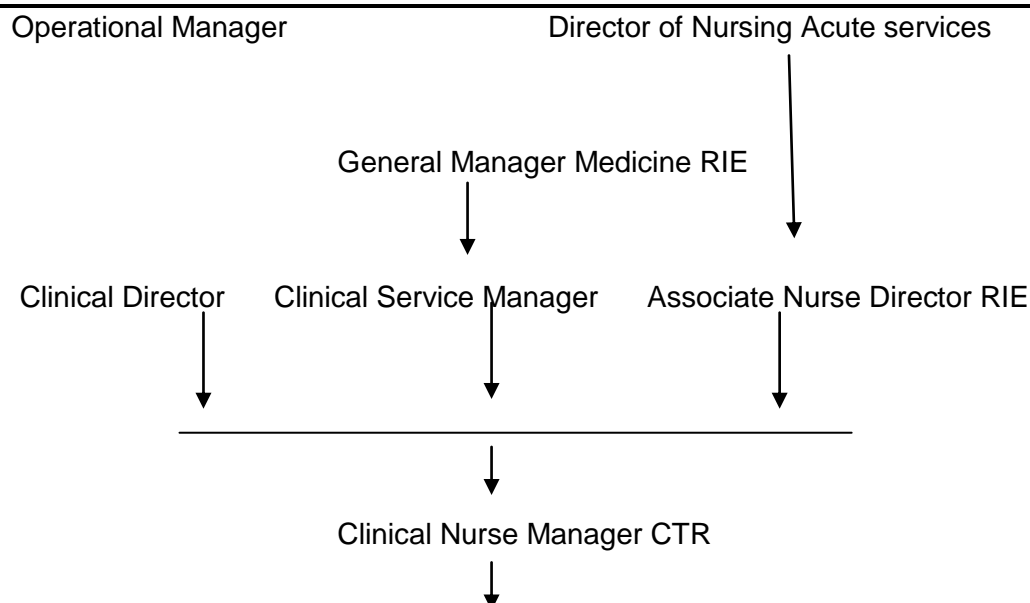 Operational Manager Director of Nursing Acute services
General Manager Medicine RIE
Clinical Director Clinical Service Manager Associate Nurse Director RIE
Clinical Nurse Manager CTR